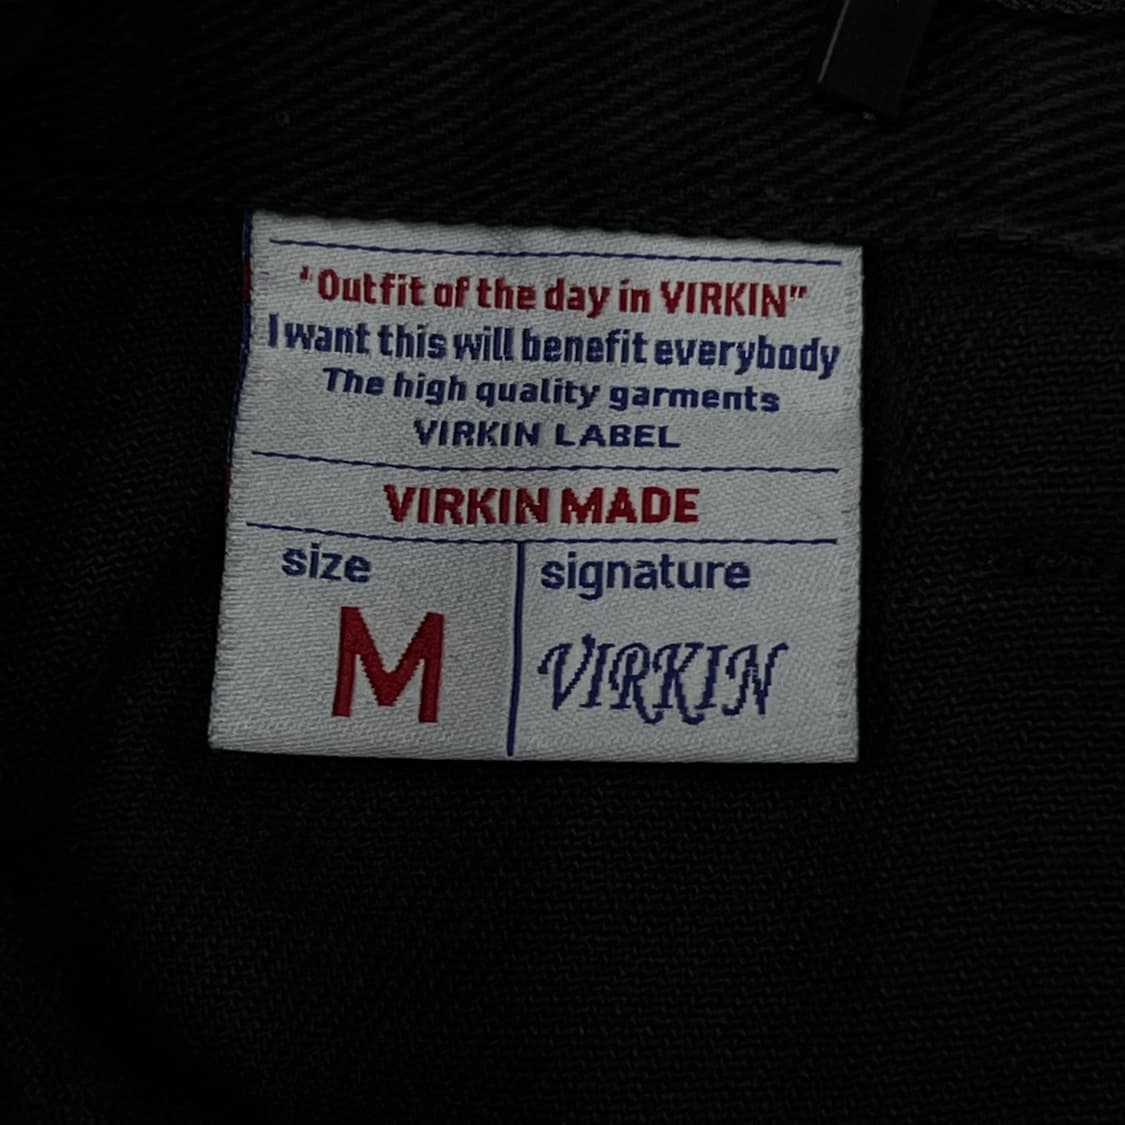 "Outfit of the day in VIRKIN"
I want this will benefit everybody
The high quality garments
VIRKIN LABEL
VIRKIN MADE
size
M
signature
VIRKIN